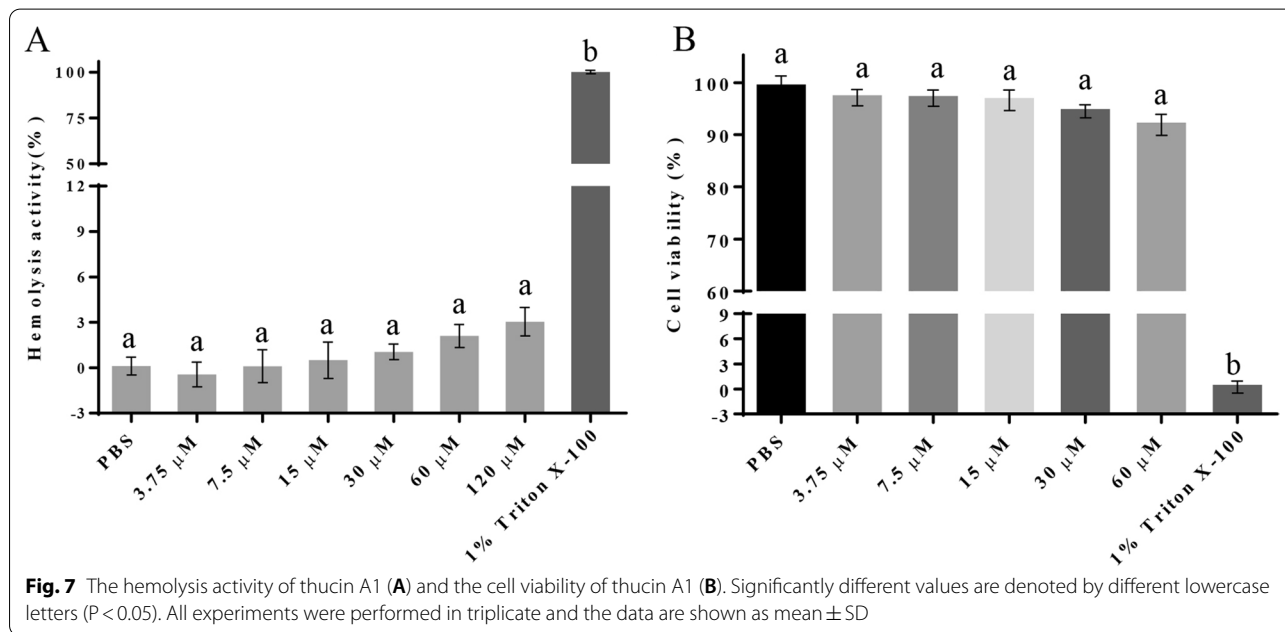 A
B
Hemolysis activity(%)
100
75
50
12
9
6
3
0
-3
a
a
a
a
a
a
a
b
PBS
3.75 μM
7.5 μM
15 μM
30 μM
60 μM
120 μM
1% Triton X-100
Cell viability (%)
100
90
80
70
60
9
6
3
0
-3
a
a
a
a
a
a
b
PBS
3.75 μM
7.5 μM
15 μM
30 μM
60 μM
1% Triton X-100
Fig. 7 The hemolysis activity of thucin A1 (A) and the cell viability of thucin A1 (B). Significantly different values are denoted by different lowercase
letters (P < 0.05). All experiments were performed in triplicate and the data are shown as mean ± SD